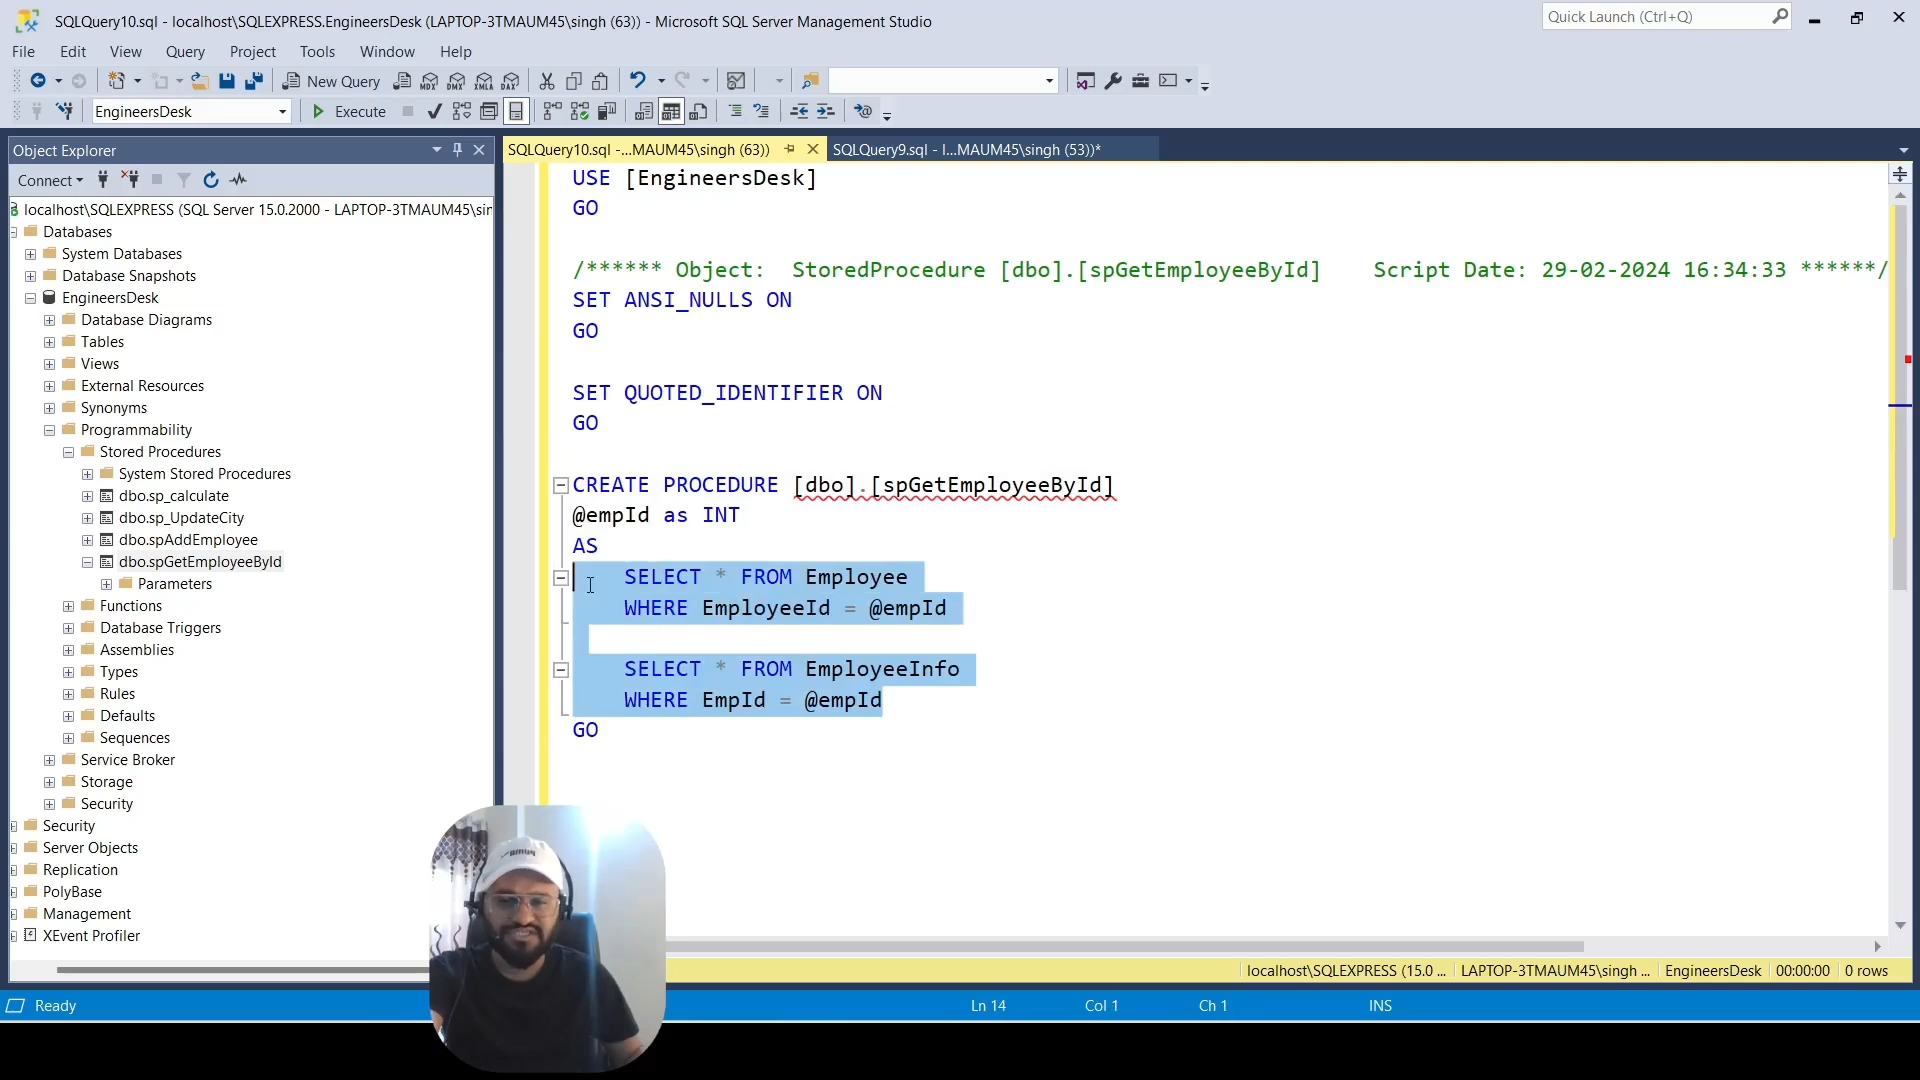 SQLQuery10.sql - localhost\SQLEXPRESS.EngineersDesk (LAPTOP-3TMAUM45\singh (63)) - Microsoft SQL Server Management Studio
Quick Launch (Ctrl+Q)
File Edit View Query Project Tools Window Help
New Query
MDX DMX XMLA DAX
EngineersDesk
Execute
Object Explorer
SQLQuery10.sql -...MAUM45\singh (63))
SQLQuery9.sql - l...MAUM45\singh (53))*
Connect
localhost\SQLEXPRESS (SQL Server 15.0.2000 - LAPTOP-3TMAUM45\sin
Databases
System Databases
Database Snapshots
EngineersDesk
Database Diagrams
Tables
Views
External Resources
Synonyms
Programmability
Stored Procedures
System Stored Procedures
dbo.sp_calculate
dbo.sp_UpdateCity
dbo.spAddEmployee
dbo.spGetEmployeeById
Parameters
Functions
Database Triggers
Assemblies
Types
Rules
Defaults
Sequences
Service Broker
Storage
Security
Security
Server Objects
Replication
PolyBase
Management
XEvent Profiler
USE [EngineersDesk]
GO
/****** Object:  StoredProcedure [dbo].[spGetEmployeeById]    Script Date: 29-02-2024 16:34:33 ******/
SET ANSI_NULLS ON
GO
SET QUOTED_IDENTIFIER ON
GO
CREATE PROCEDURE [dbo].[spGetEmployeeById]
@empId as INT
AS
SELECT * FROM Employee
WHERE EmployeeId = @empId
SELECT * FROM EmployeeInfo
WHERE EmpId = @empId
GO
localhost\SQLEXPRESS (15.0 ... LAPTOP-3TMAUM45\singh ... EngineersDesk 00:00:00 0 rows
Ready Ln 14 Col 1 Ch 1 INS